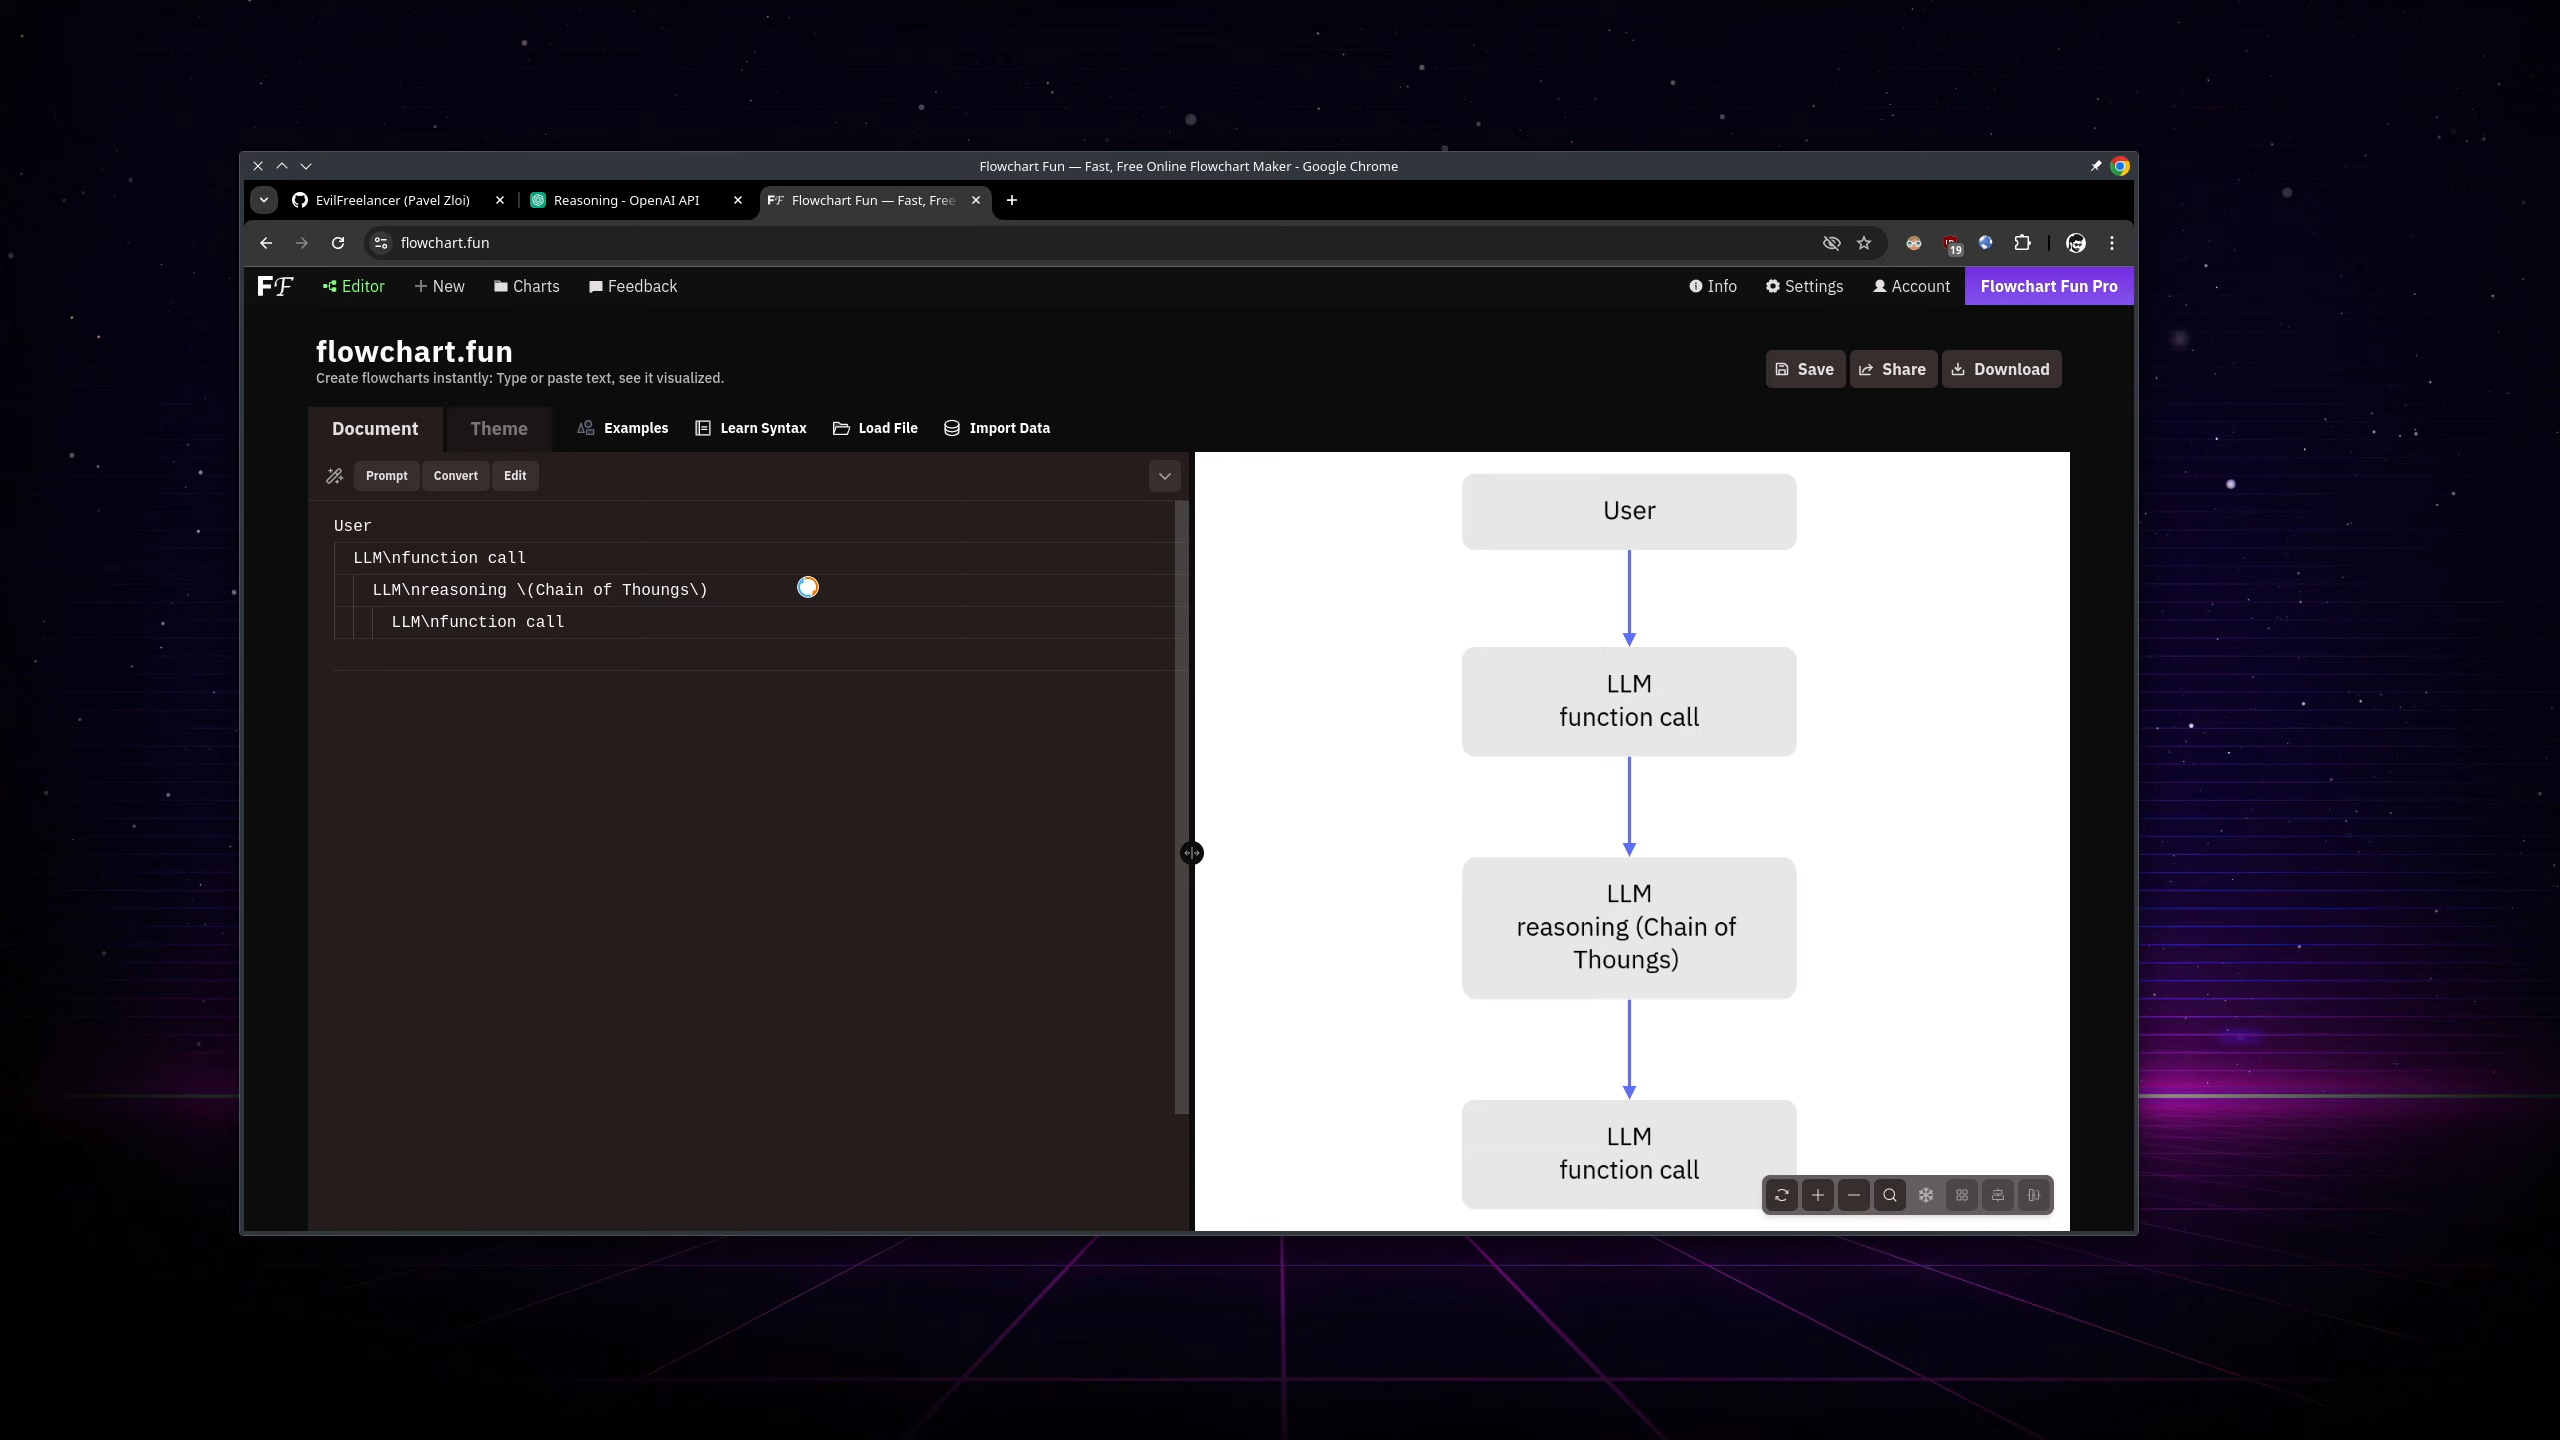 Flowchart Fun — Fast, Free Online Flowchart Maker - Google Chrome
EvilFreelancer (Pavel Zloi)
Reasoning - OpenAI API
FF Flowchart Fun — Fast, Free
flowchart.fun
19
FF
Editor
New
Charts
Feedback
Info
Settings
Account
Flowchart Fun Pro
flowchart.fun
Create flowcharts instantly: Type or paste text, see it visualized.
Save
Share
Download
Document
Theme
Examples
Learn Syntax
Load File
Import Data
Prompt
Convert
Edit
User
LLM\nfunction call
LLM\nreasoning \(Chain of Thoungs\)
LLM\nfunction call
User
LLM
function call
LLM
reasoning (Chain of
Thoungs)
LLM
function call